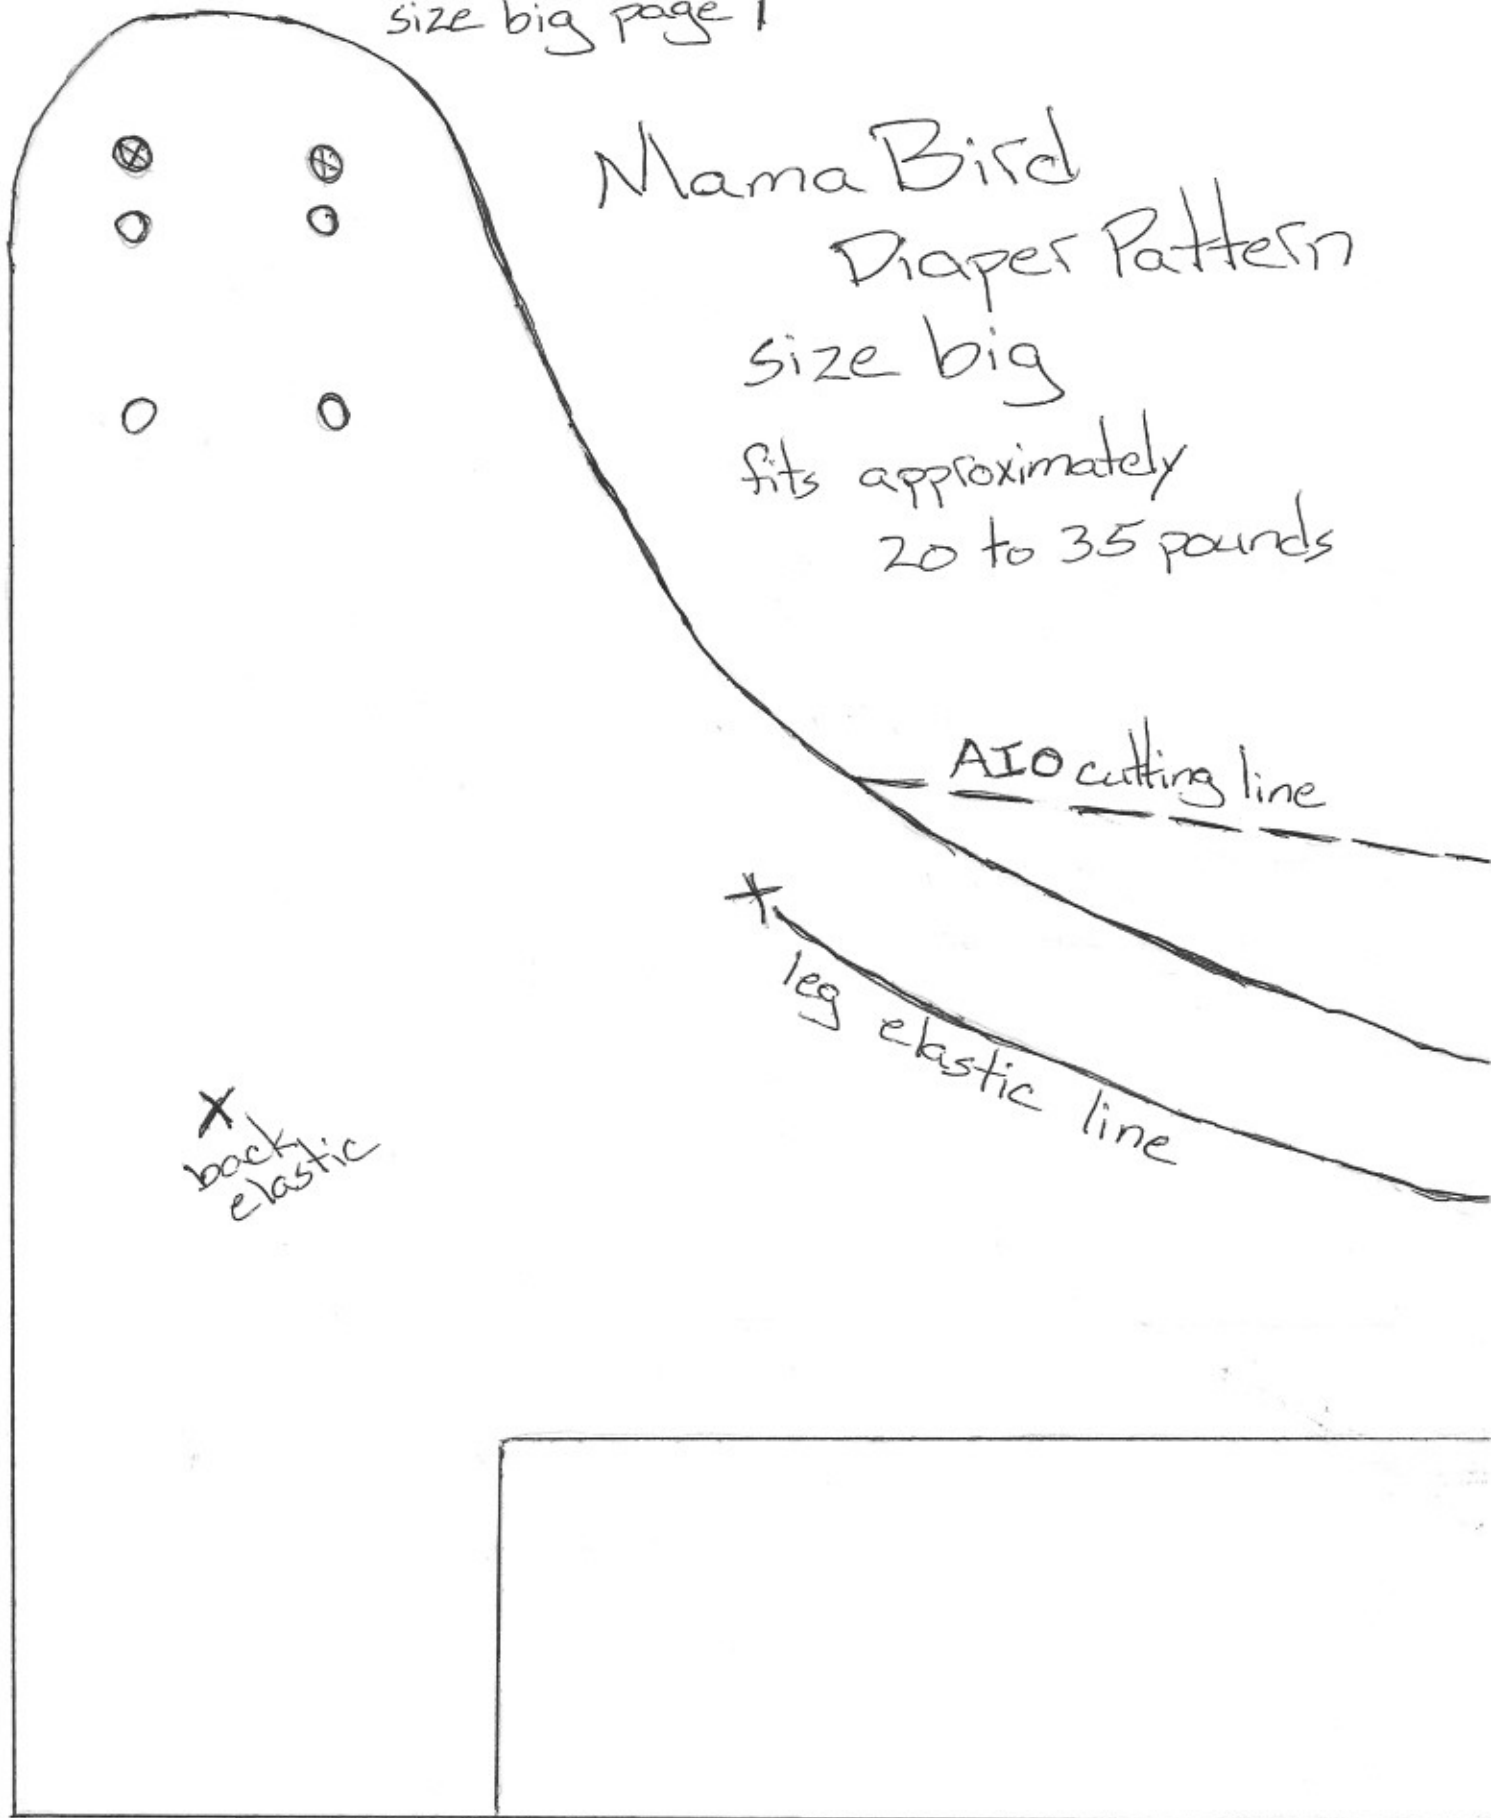 size big page 1
Mama Bird
Diaper Pattern
size big
fits approximately
20 to 35 pounds
AIO cutting line
leg elastic line
back
elastic